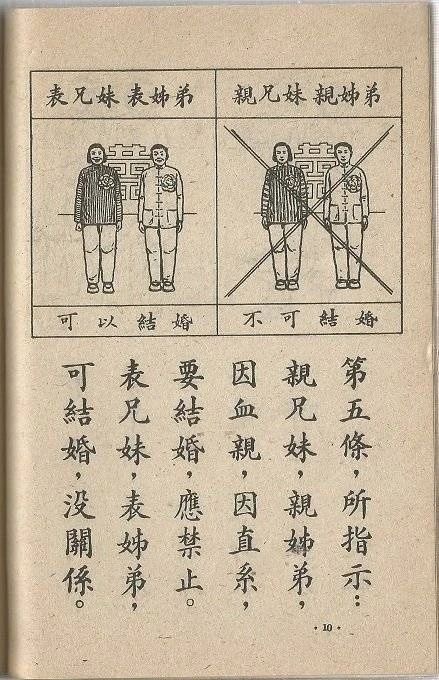 表兄妹表姊弟
親兄妹親姊弟
可以結婚
不可結婚
第五條，所指示：
親兄妹，親姊弟，
因血親，因直系，
要結婚，應禁止。
表兄妹，表姊弟，
可結婚，没關係。
·10·